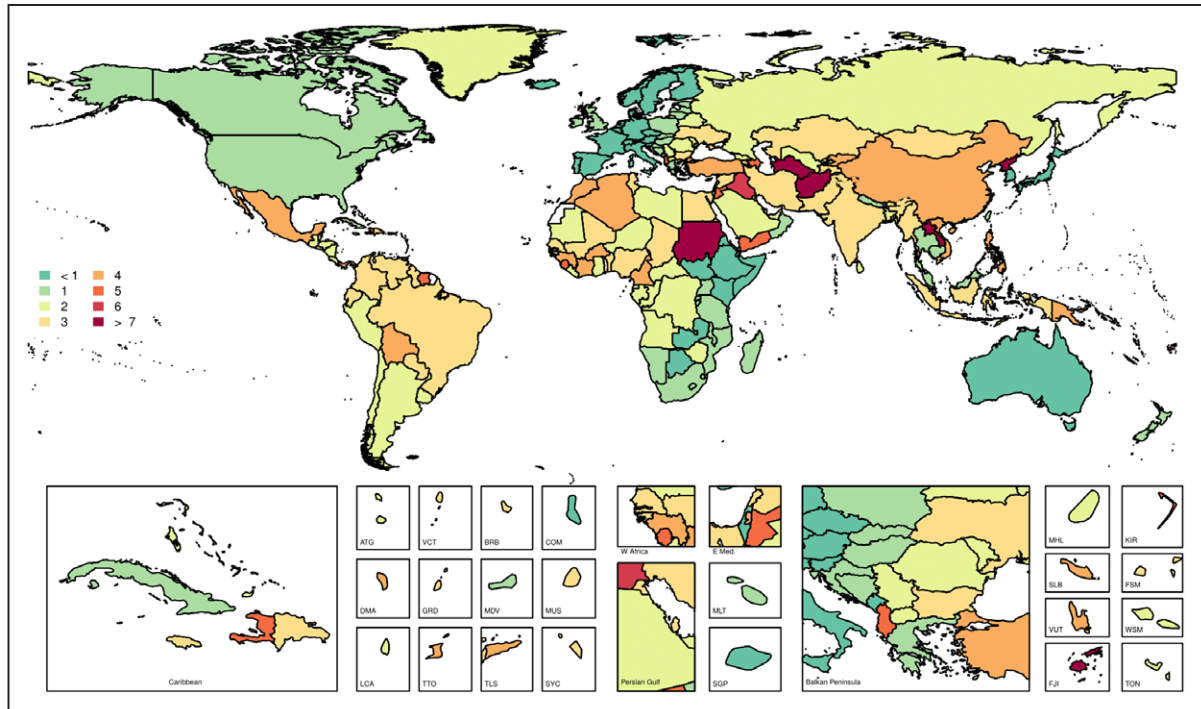 < 1
1
2
3
4
5
6
> 7
Caribbean
ATG
VCT
BRB
COM
DMA
GRD
MDV
MUS
LCA
TTO
TLS
SYC
W Africa
E Med.
Persian Gulf
MLT
SGP
Balkan Peninsula
MHL
KIR
SLB
FSM
VUT
WSM
FJI
TON